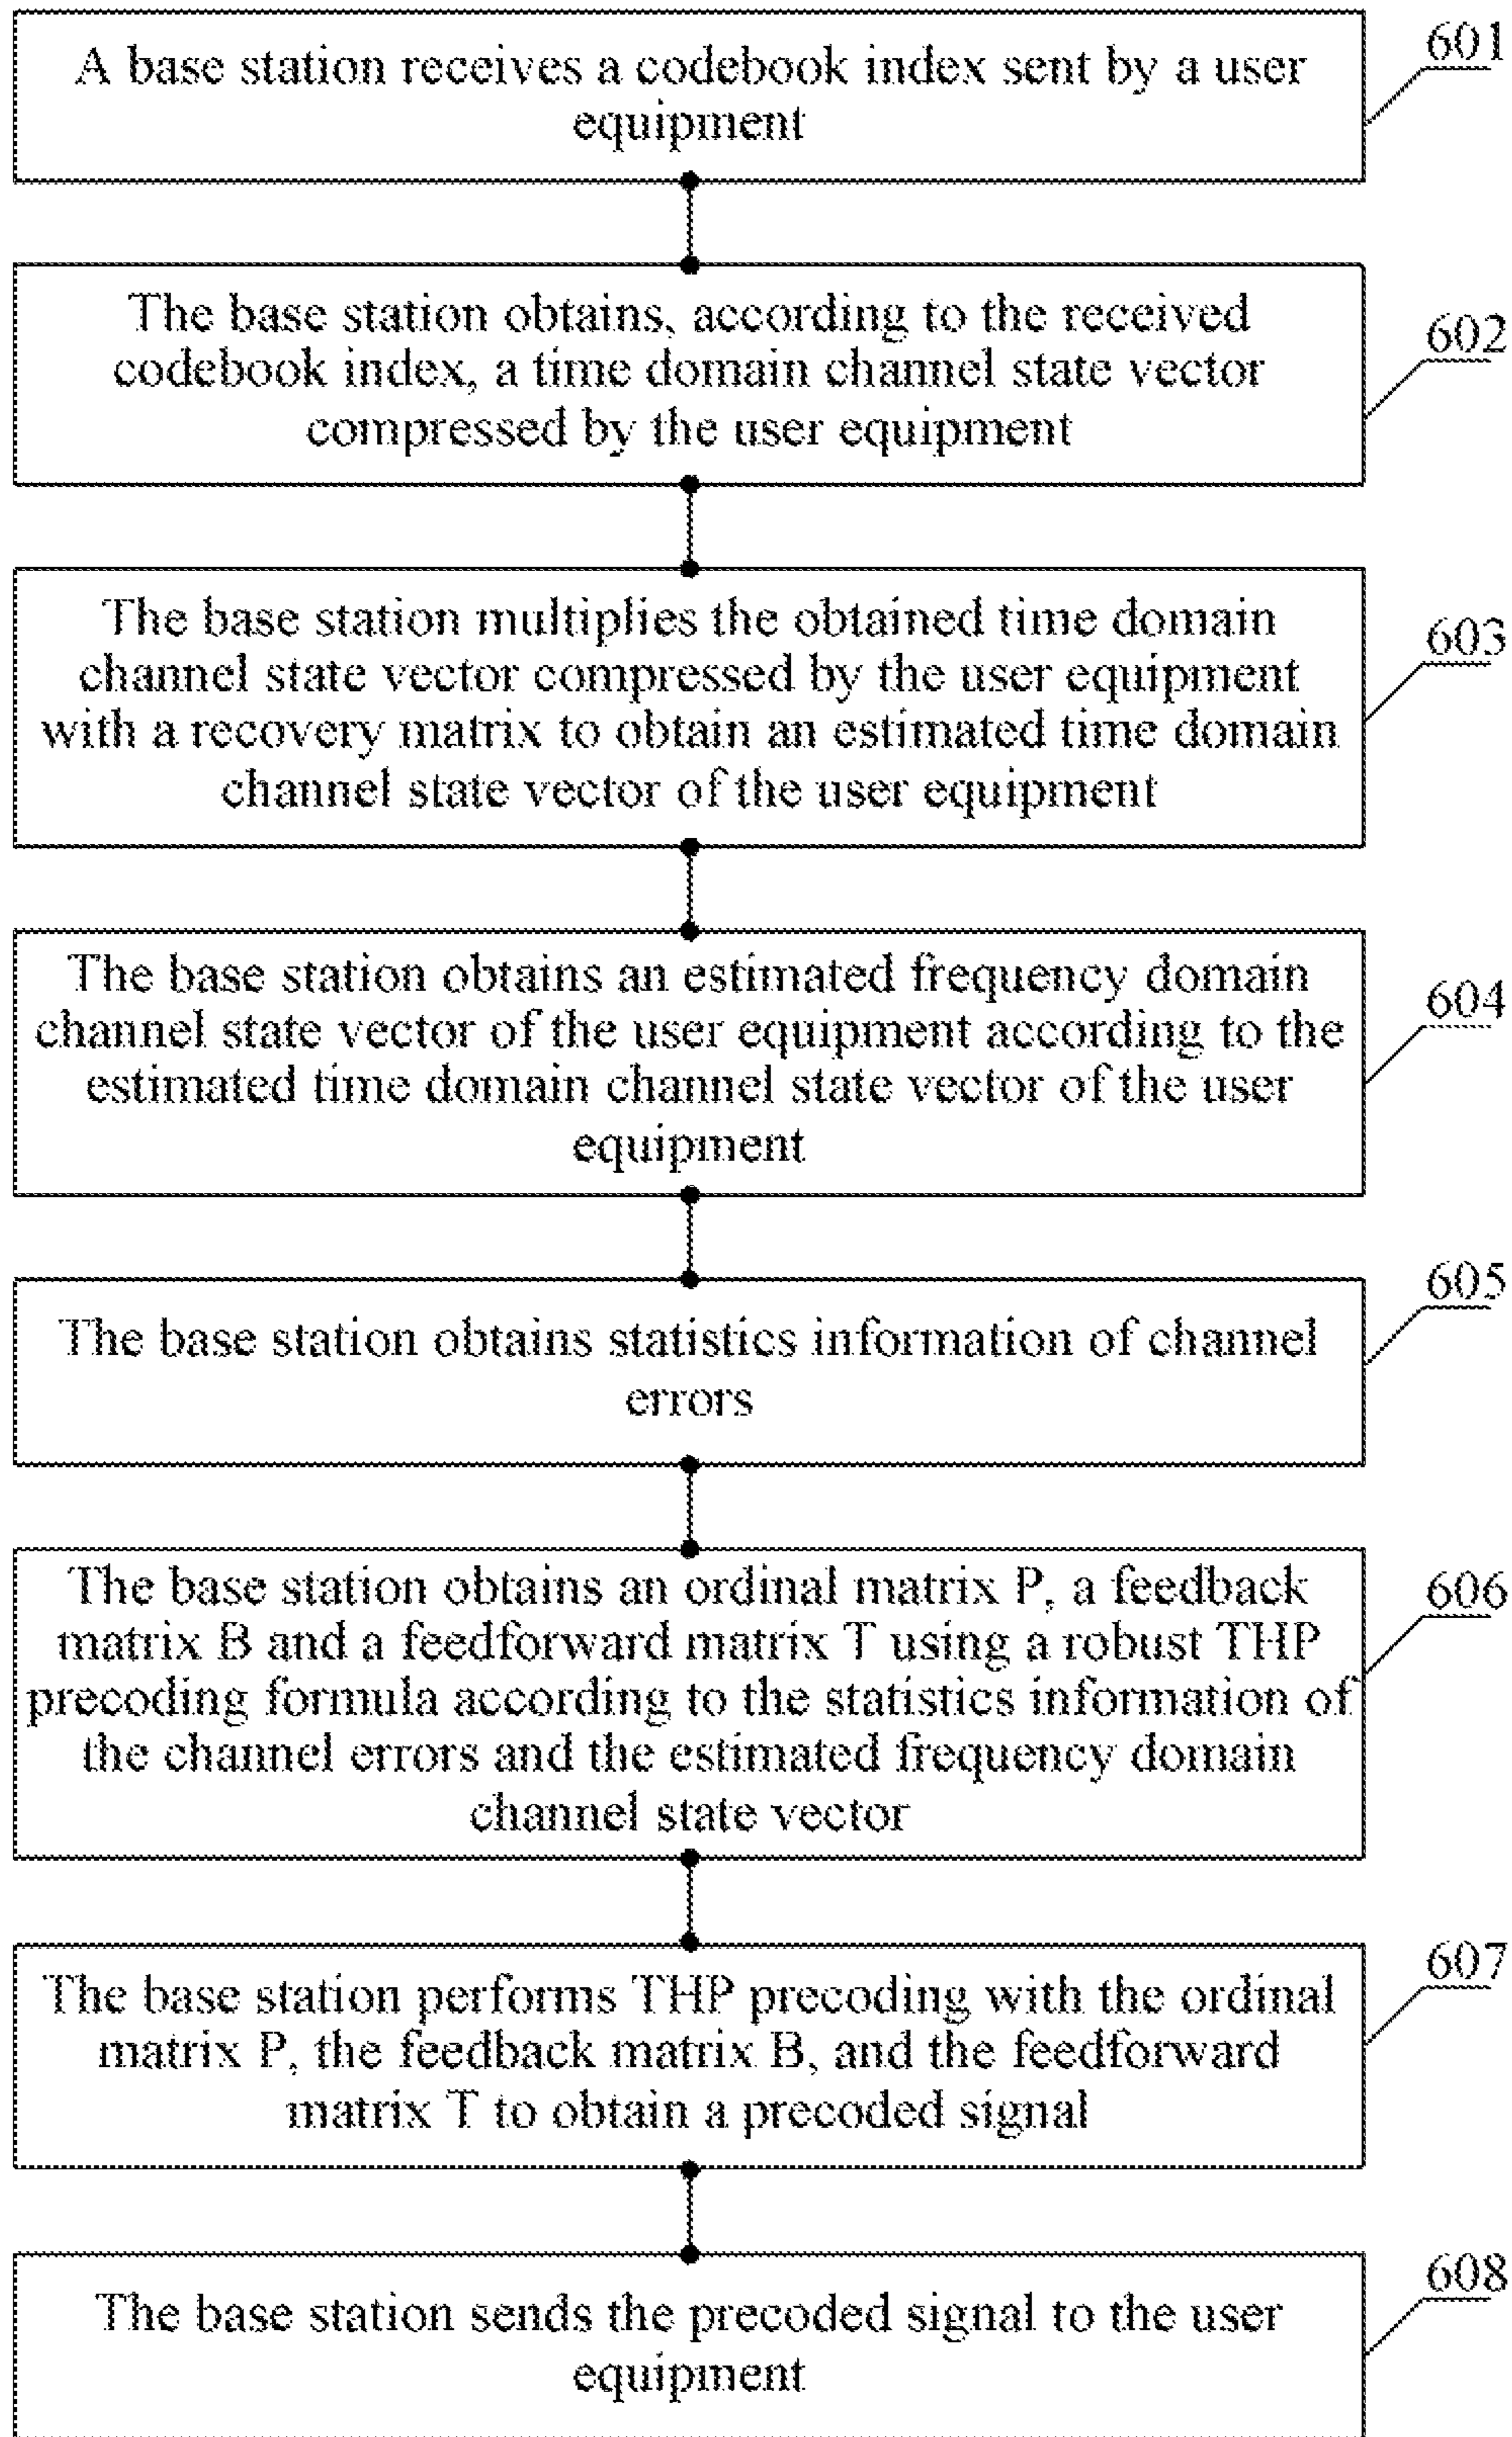 A base station receives a codebook index sent by a user
equipment
601
The base station obtains, according to the received
codebook index, a time domain channel state vector
compressed by the user equipment
602
The base station multiplies the obtained time domain
channel state vector compressed by the user equipment
with a recovery matrix to obtain an estimated time domain
channel state vector of the user equipment
603
The base station obtains an estimated frequency domain
channel state vector of the user equipment according to the
estimated time domain channel state vector of the user
equipment
604
The base station obtains statistics information of channel
errors
605
The base station obtains an ordinal matrix P, a feedback
matrix B and a feedforward matrix T using a robust THP
precoding formula according to the statistics information of
the channel errors and the estimated frequency domain
channel state vector
606
The base station performs THP precoding with the ordinal
matrix P, the feedback matrix B, and the feedforward
matrix T to obtain a precoded signal
607
The base station sends the precoded signal to the user
equipment
608